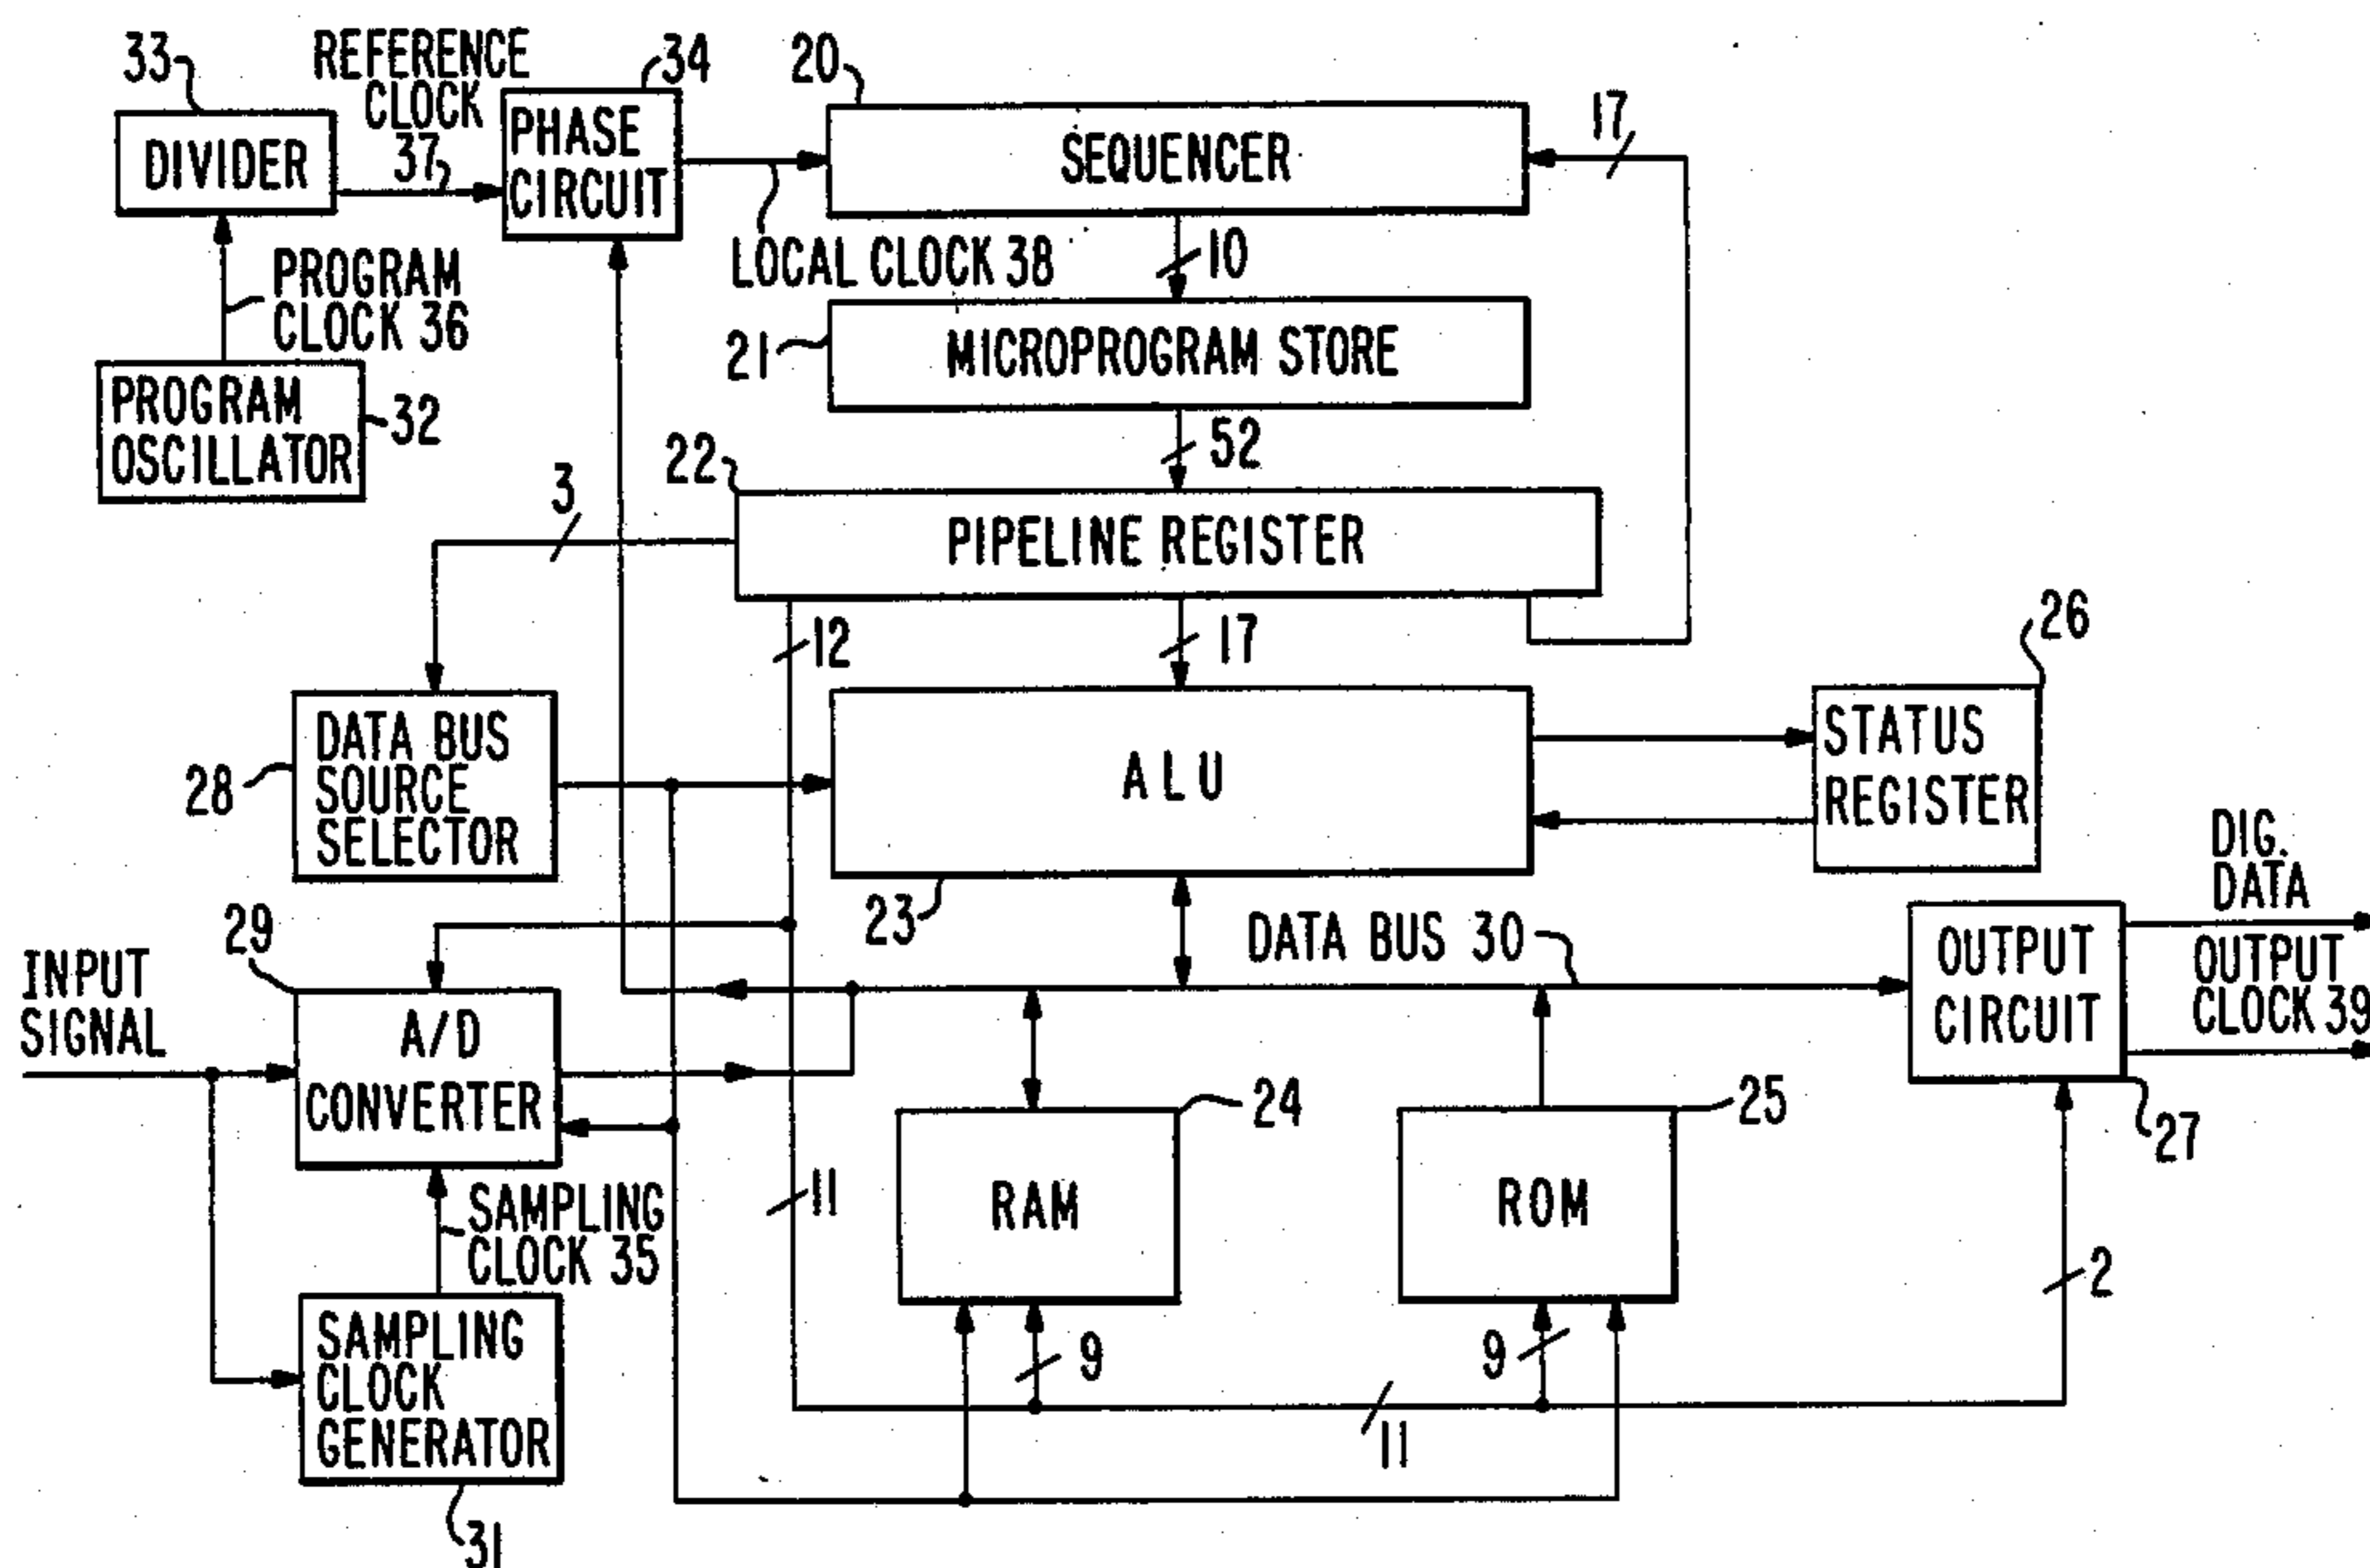 33
REFERENCE
CLOCK
37
34
20
17
DIVIDER
PHASE
CIRCUIT
SEQUENCER
LOCAL CLOCK 38
10
PROGRAM
CLOCK 36
21
MICROPROGRAM STORE
PROGRAM
OSCILLATOR
32
52
3
22
PIPELINE REGISTER
12
17
26
DATA BUS
SOURCE
SELECTOR
28
ALU
STATUS
REGISTER
23
DIG.
DATA
29
DATA BUS 30
OUTPUT
CIRCUIT
OUTPUT
CLOCK 39
INPUT
SIGNAL
A/D
CONVERTER
24
25
27
11
RAM
ROM
SAMPLING
CLOCK 35
2
9
9
SAMPLING
CLOCK
GENERATOR
11
31